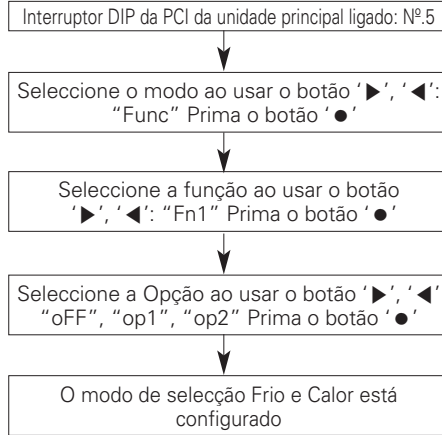 Interruptor DIP da PCI da unidade principal ligado: Nº.5
Seleccione o modo ao usar o botão ‘▶’, ‘◀’:
“Func” Prima o botão ‘●’
Seleccione a função ao usar o botão
‘▶’, ‘◀’: “Fn1” Prima o botão ‘●’
Seleccione a Opção ao usar o botão ‘▶’, ‘◀’
“oFF”, “op1”, “op2” Prima o botão ‘●’
O modo de selecção Frio e Calor está
configurado